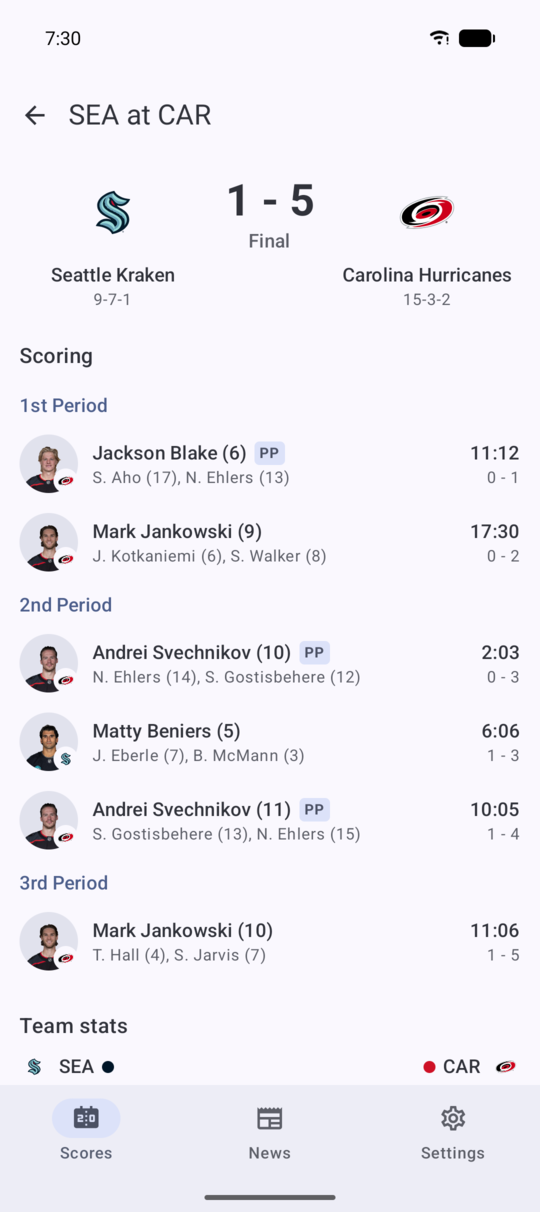 7:30
SEA at CAR
1 - 5
Final
Seattle Kraken
9-7-1
Carolina Hurricanes
15-3-2
Scoring
1st Period
Jackson Blake (6) PP 11:12
S. Aho (17), N. Ehlers (13) 0 - 1
Mark Jankowski (9) 17:30
J. Kotkaniemi (6), S. Walker (8) 0 - 2
2nd Period
Andrei Svechnikov (10) PP 2:03
N. Ehlers (14), S. Gostisbehere (12) 0 - 3
Matty Beniers (5) 6:06
J. Eberle (7), B. McMann (3) 1 - 3
Andrei Svechnikov (11) PP 10:05
S. Gostisbehere (13), N. Ehlers (15) 1 - 4
3rd Period
Mark Jankowski (10) 11:06
T. Hall (4), S. Jarvis (7) 1 - 5
Team stats
SEA CAR
2:0
Scores News Settings